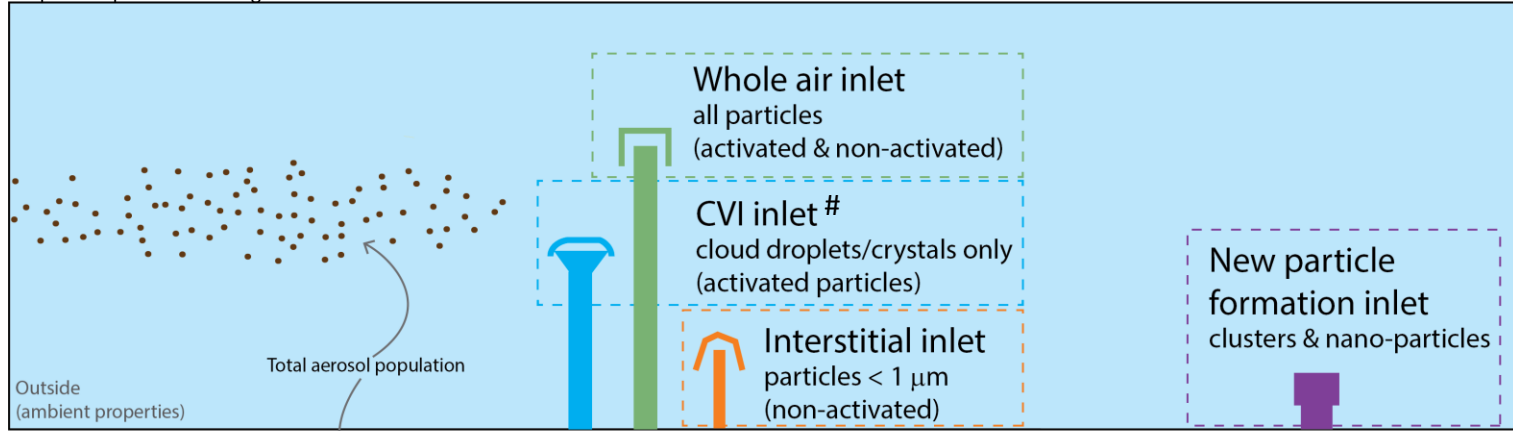 Whole air inlet
all particles
(activated & non-activated)
CVI inlet #
cloud droplets/crystals only
(activated particles)
Interstitial inlet
particles < 1 μm
(non-activated)
New particle
formation inlet
clusters & nano-particles
Total aerosol population
Outside
(ambient properties)